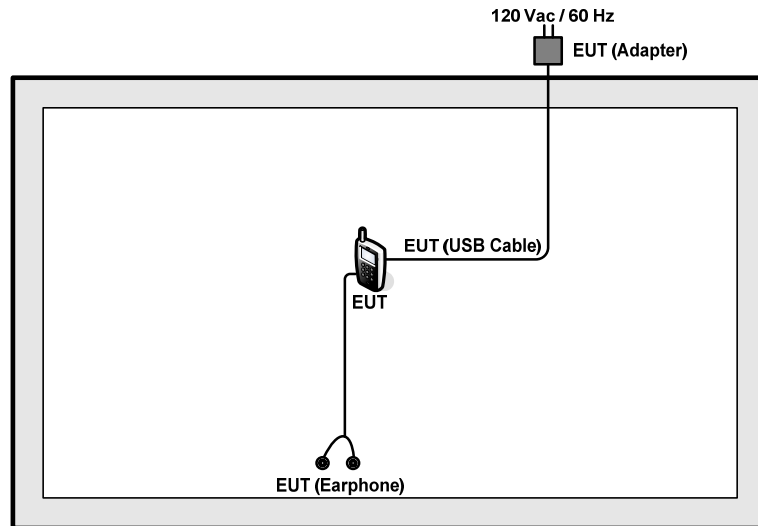 120 Vac / 60 Hz
EUT (Adapter)
EUT (USB Cable)
EUT
EUT (Earphone)